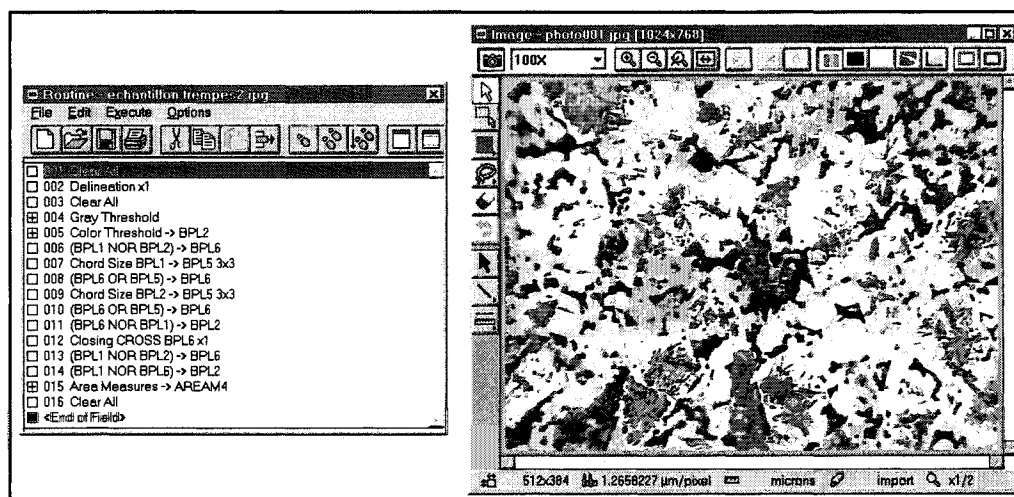 Routine - echantillon trempe-2.jpg
File Edit Execute Options
002 Delineation x1
003 Clear All
004 Gray Threshold
005 Color Threshold -> BPL2
006 (BPL1 NOR BPL2) -> BPL6
007 Chord Size BPL1 -> BPL5 3x3
008 (BPL6 OR BPL5) -> BPL6
009 Chord Size BPL2 -> BPL5 3x3
010 (BPL6 OR BPL5) -> BPL6
011 (BPL6 NOR BPL1) -> BPL2
012 Closing CROSS BPL6 x1
013 (BPL1 NOR BPL2) -> BPL6
014 (BPL1 NOR BPL6) -> BPL2
015 Area Measures -> AREAM4
016 Clear All
<End of Field>
Image - photo001.jpg [1024x768]
100X
512x384 1.2658227 µm/pixel microns import x1/2